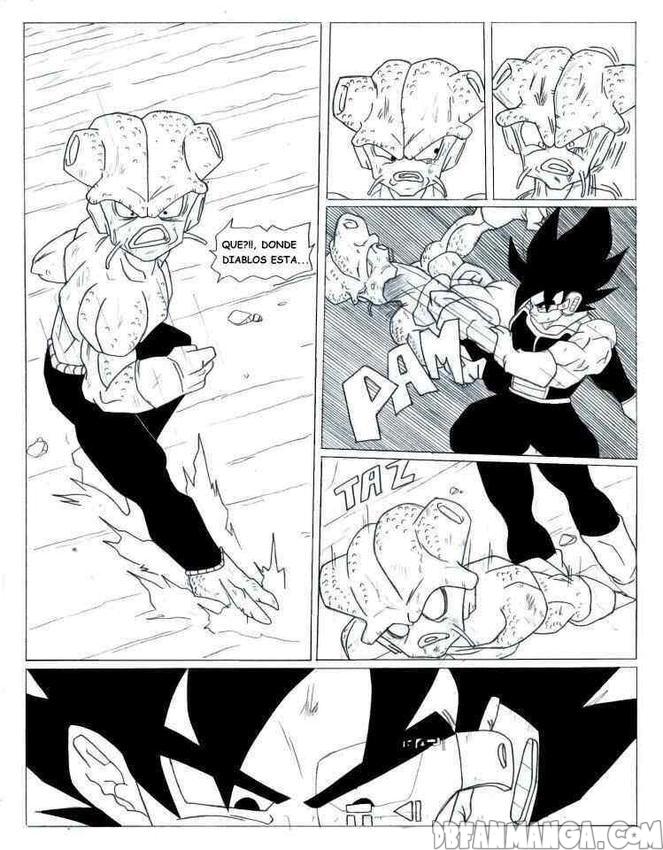 QUE?!!, DONDE
DIABLOS ESTA...
PAM
TAZ
DBFANMANGA.COM